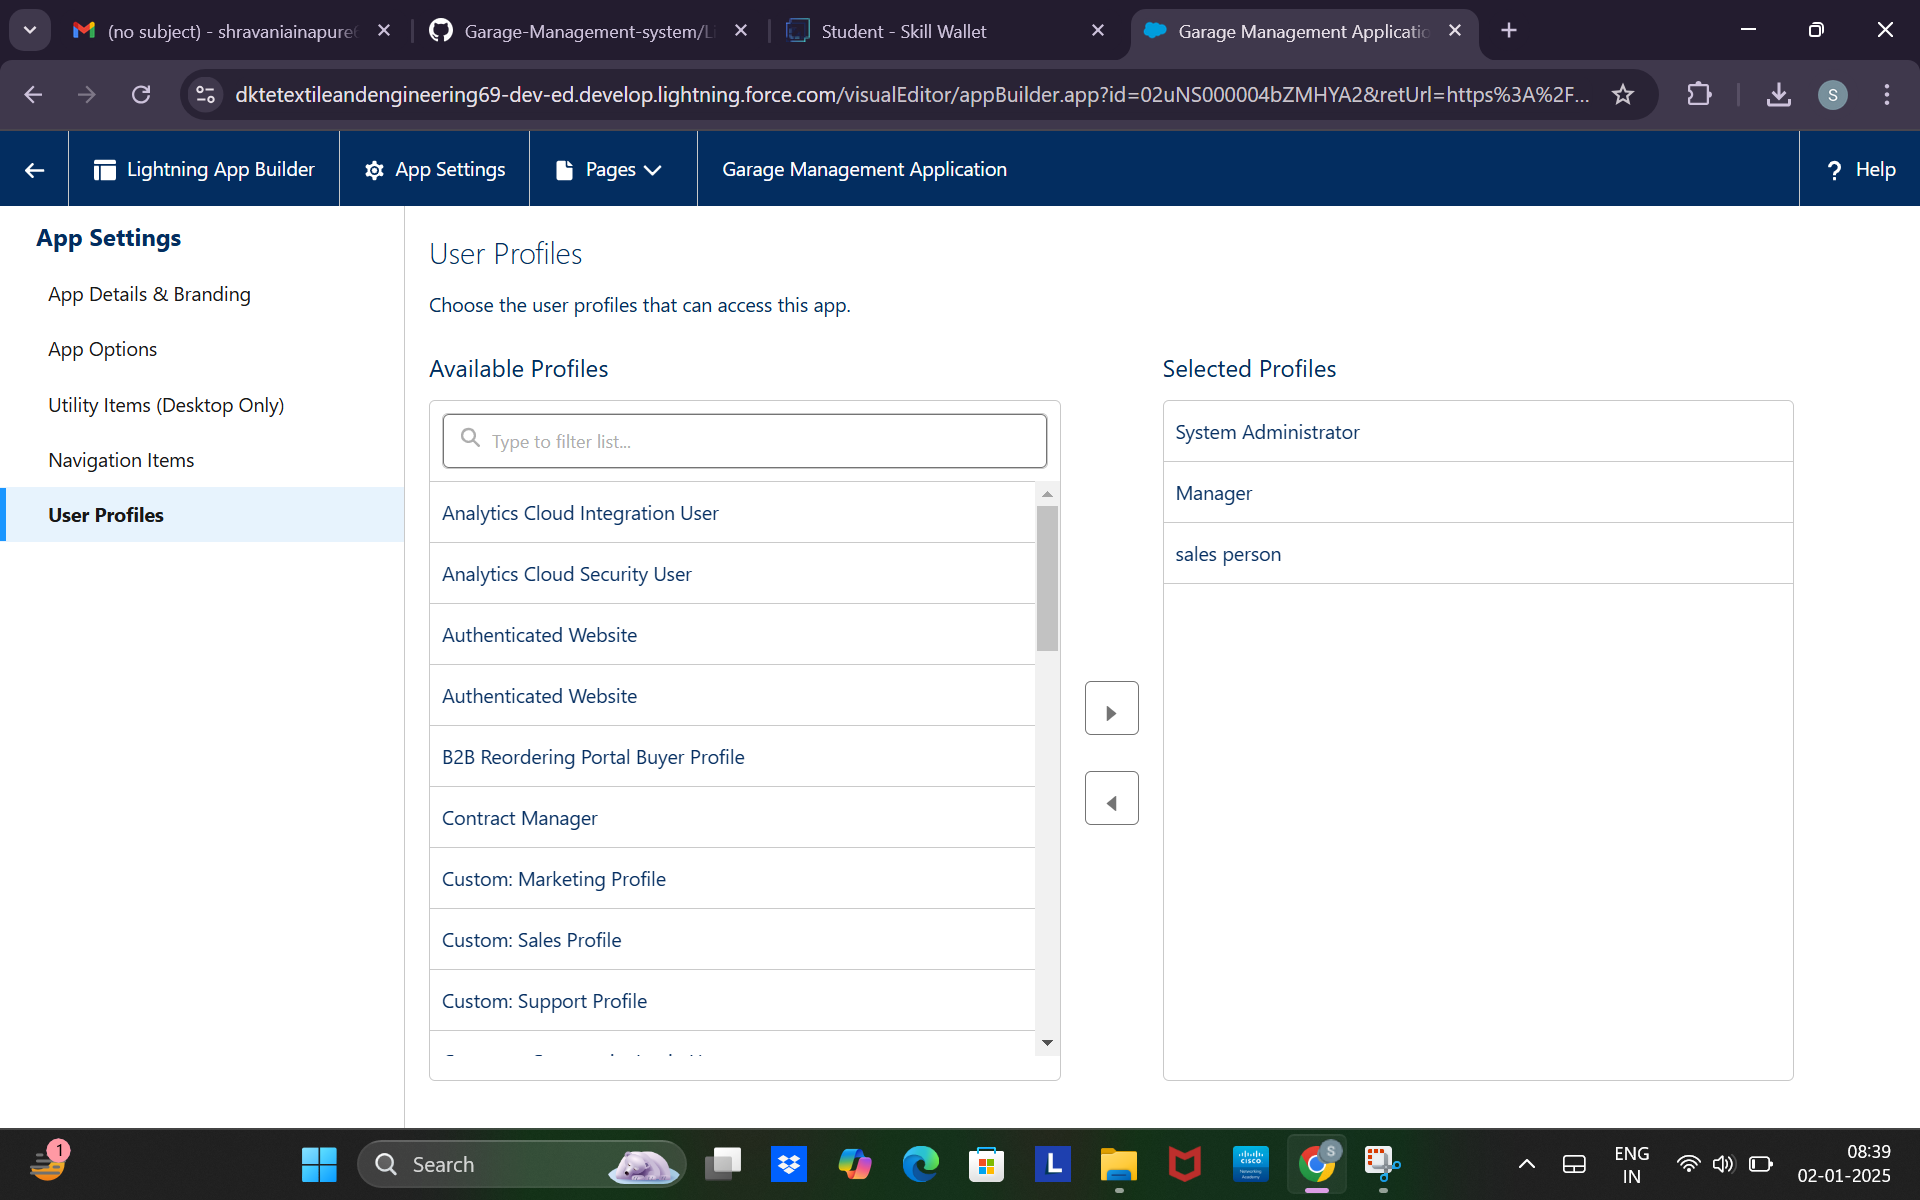 (no subject) - shravaniainapure6
Garage-Management-system/Li
Student - Skill Wallet
Garage Management Applicatio
dktetextileandengineering69-dev-ed.develop.lightning.force.com/visualEditor/appBuilder.app?id=02uNS000004bZMHYA2&retUrl=https%3A%2F...
S
Lightning App Builder
App Settings
Pages
Garage Management Application
? Help
App Settings
App Details & Branding
App Options
Utility Items (Desktop Only)
Navigation Items
User Profiles
User Profiles
Choose the user profiles that can access this app.
Available Profiles
Type to filter list...
Analytics Cloud Integration User
Analytics Cloud Security User
Authenticated Website
Authenticated Website
B2B Reordering Portal Buyer Profile
Contract Manager
Custom: Marketing Profile
Custom: Sales Profile
Custom: Support Profile
Selected Profiles
System Administrator
Manager
sales person
1
Search
L
CISCO
S
ENG
IN
08:39
02-01-2025